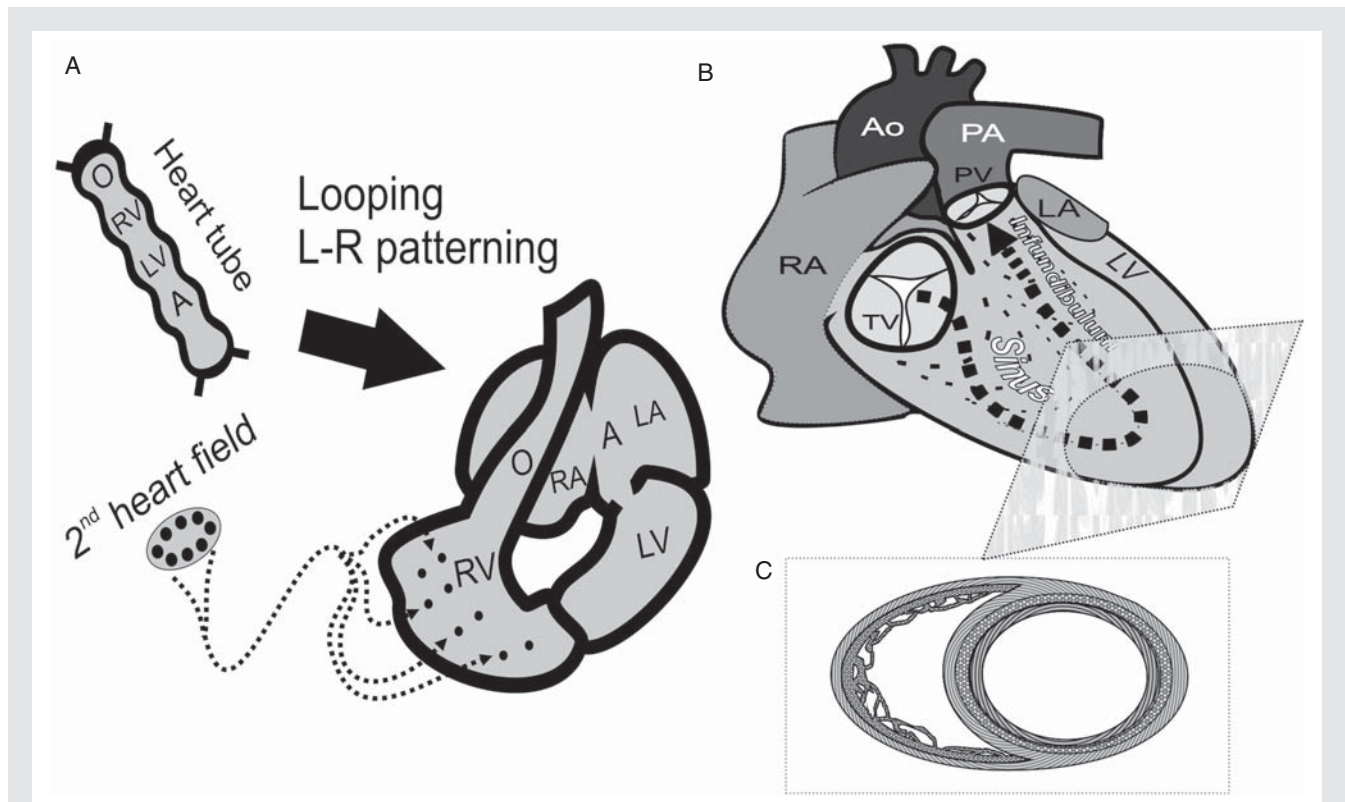 A
O
RV
LV
A
Heart tube
Looping
L-R patterning
2nd heart field
O
RA
A
LA
RV
LV
B
Ao
PA
PV
LA
RA
TV
Infundibulum
LV
Sinus
C